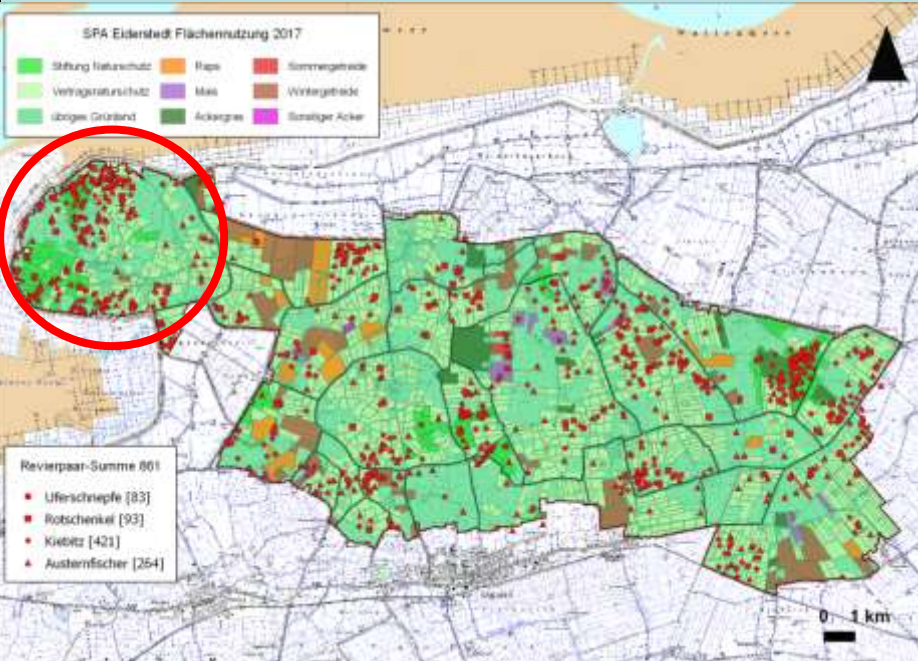 SPA Eiderstedt Flächennutzung 2017
Stiftung Naturschutz
Raps
Sommergetreide
Vertragsnaturschutz
Mais
Wintergetreide
übriges Grünland
Ackergras
Sonstiger Acker
Revierpaar-Summe 861
Uferschnepfe [83]
Rotschenkel [93]
Kiebitz [421]
Austernfischer [264]
0 1 km